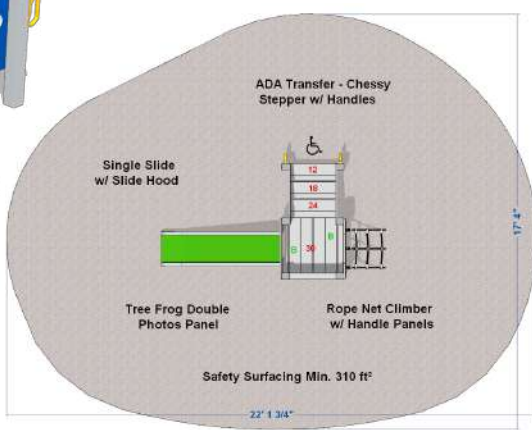 ADA Transfer - Chessy
Stepper w/ Handles
Single Slide
w/ Slide Hood
12
18
24
30
B
B
17' 4"
Tree Frog Double
Photos Panel
Rope Net Climber
w/ Handle Panels
Safety Surfacing Min. 310 ft²
22' 1 3/4"